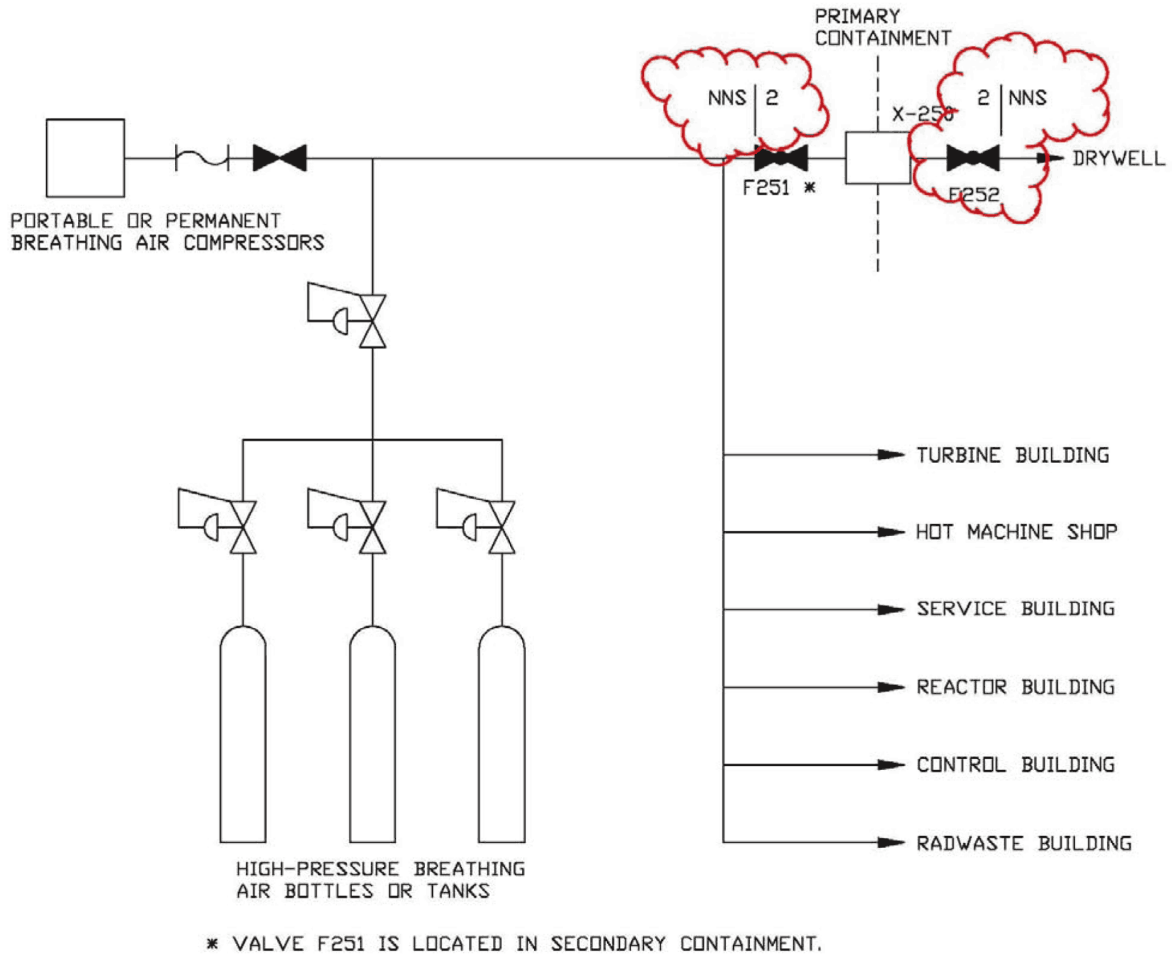 PRIMARY
CONTAINMENT
NNS 2
2 NNS
X-250
DRYWELL
F251 *
F252
PORTABLE OR PERMANENT
BREATHING AIR COMPRESSORS
TURBINE BUILDING
HOT MACHINE SHOP
SERVICE BUILDING
REACTOR BUILDING
CONTROL BUILDING
RADWASTE BUILDING
HIGH-PRESSURE BREATHING
AIR BOTTLES OR TANKS
* VALVE F251 IS LOCATED IN SECONDARY CONTAINMENT.